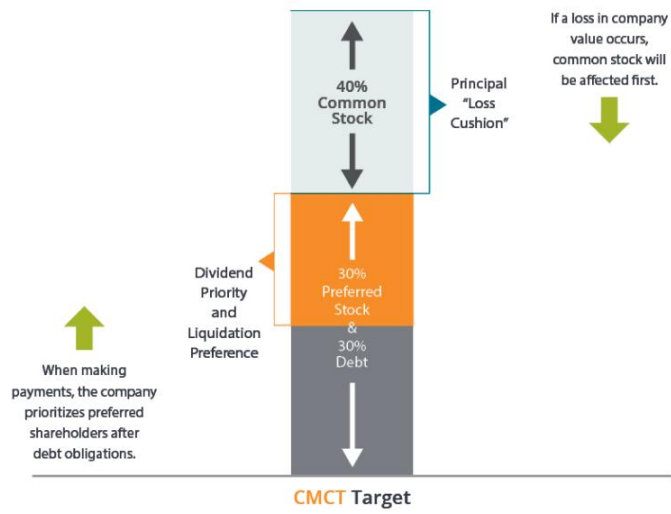 If a loss in company
value occurs,
common stock will
be affected first.
40%
Common
Stock
Principal
“Loss
Cushion”
Dividend
Priority
and
Liquidation
Preference
30%
Preferred
Stock
&
30%
Debt
When making
payments, the company
prioritizes preferred
shareholders after
debt obligations.
CMCT Target